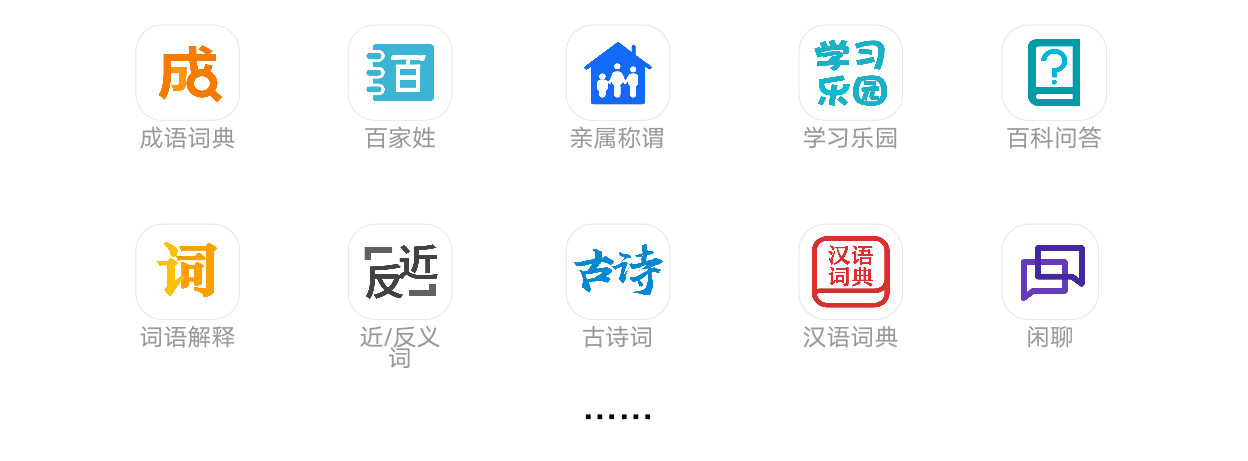 成
百
学习
乐园
?
成语词典
百家姓
亲属称谓
学习乐园
百科问答
词
近
反
古诗
汉语
词典
词语解释
近/反义
词
古诗词
汉语词典
闲聊
......